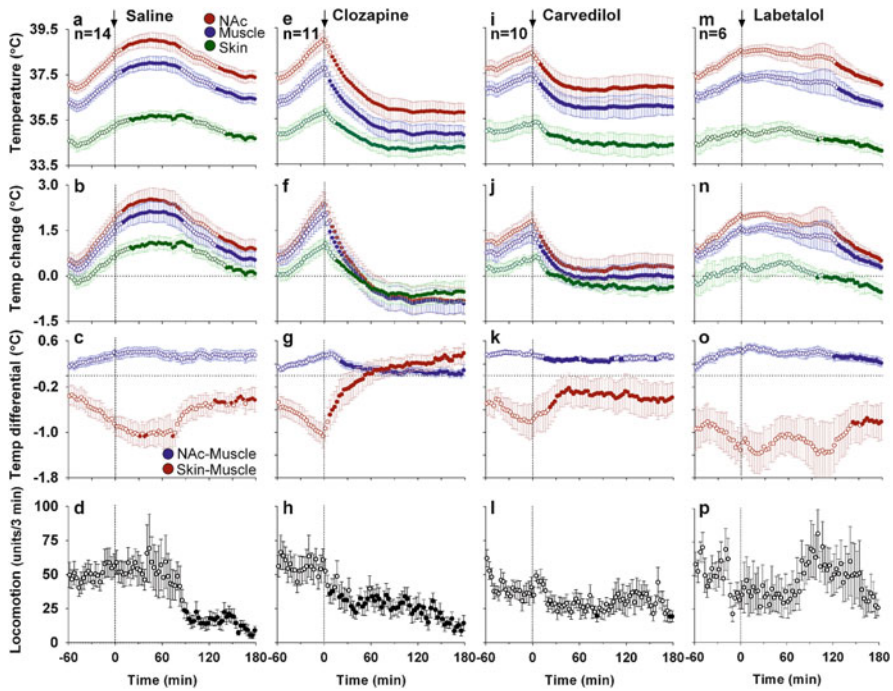 a Saline e Clozapine i Carvedilol m Labetalol
n=14 n=11 n=10 n=6
NAc
Muscle
Skin
Temperature (°C)
39.5
37.5
35.5
33.5
b f j n
Temp change (°C)
3.0
1.5
0.0
-1.5
c g k o
Temp differential (°C)
0.6
-0.2
-1.0
-1.8
NAc-Muscle
Skin-Muscle
d h l p
Locomotion (units/3 min)
100
75
50
25
0
-60 0 60 120 180 -60 0 60 120 180 -60 0 60 120 180 -60 0 60 120 180
Time (min) Time (min) Time (min) Time (min)